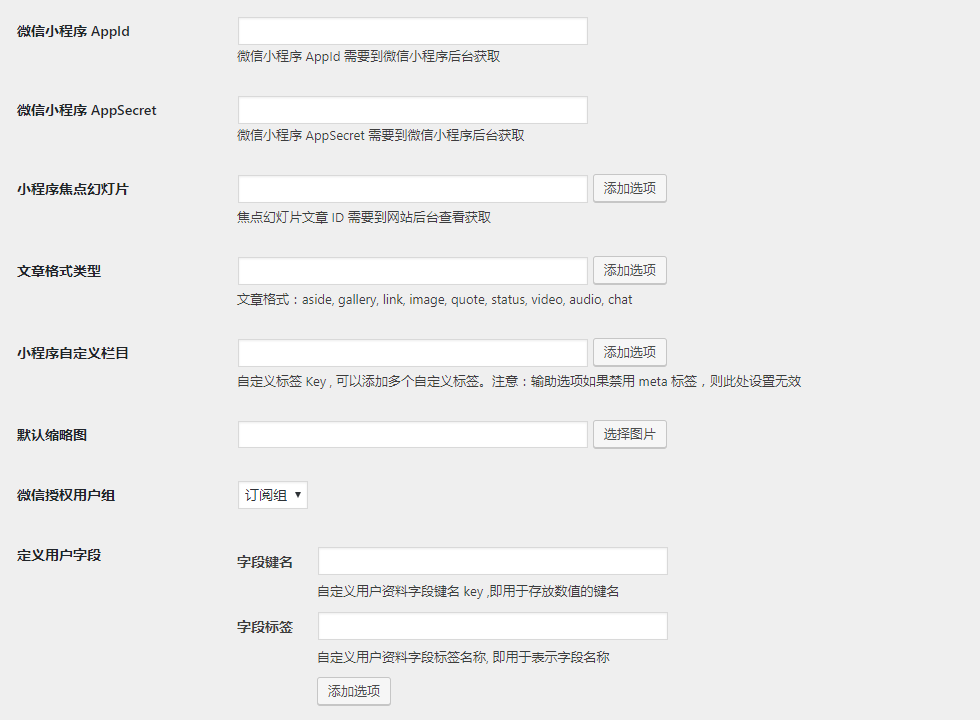 微信小程序 AppId
微信小程序 AppId 需要到微信小程序后台获取
微信小程序 AppSecret
微信小程序 AppSecret 需要到微信小程序后台获取
小程序焦点幻灯片
添加选项
焦点幻灯片文章 ID 需要到网站后台查看获取
文章格式类型
添加选项
文章格式：aside, gallery, link, image, quote, status, video, audio, chat
小程序自定义栏目
添加选项
自定义标签 Key , 可以添加多个自定义标签。注意：输助选项如果禁用 meta 标签，则此处设置无效
默认缩略图
选择图片
微信授权用户组
订阅组
定义用户字段
字段键名
自定义用户资料字段键名 key ,即用于存放数值的键名
字段标签
自定义用户资料字段标签名称, 即用于表示字段名称
添加选项